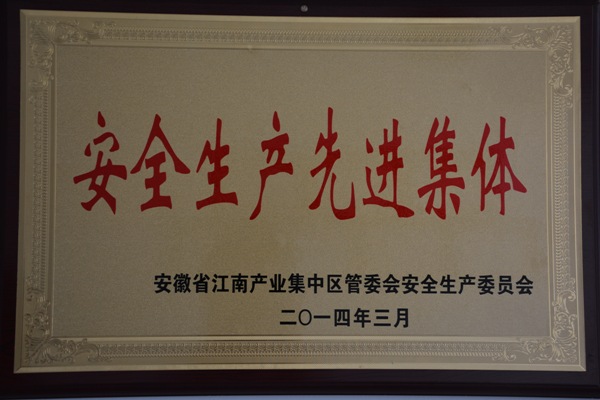 安全生产先进集体
安徽省江南产业集中区管委会安全生产委员会
二〇一四年三月